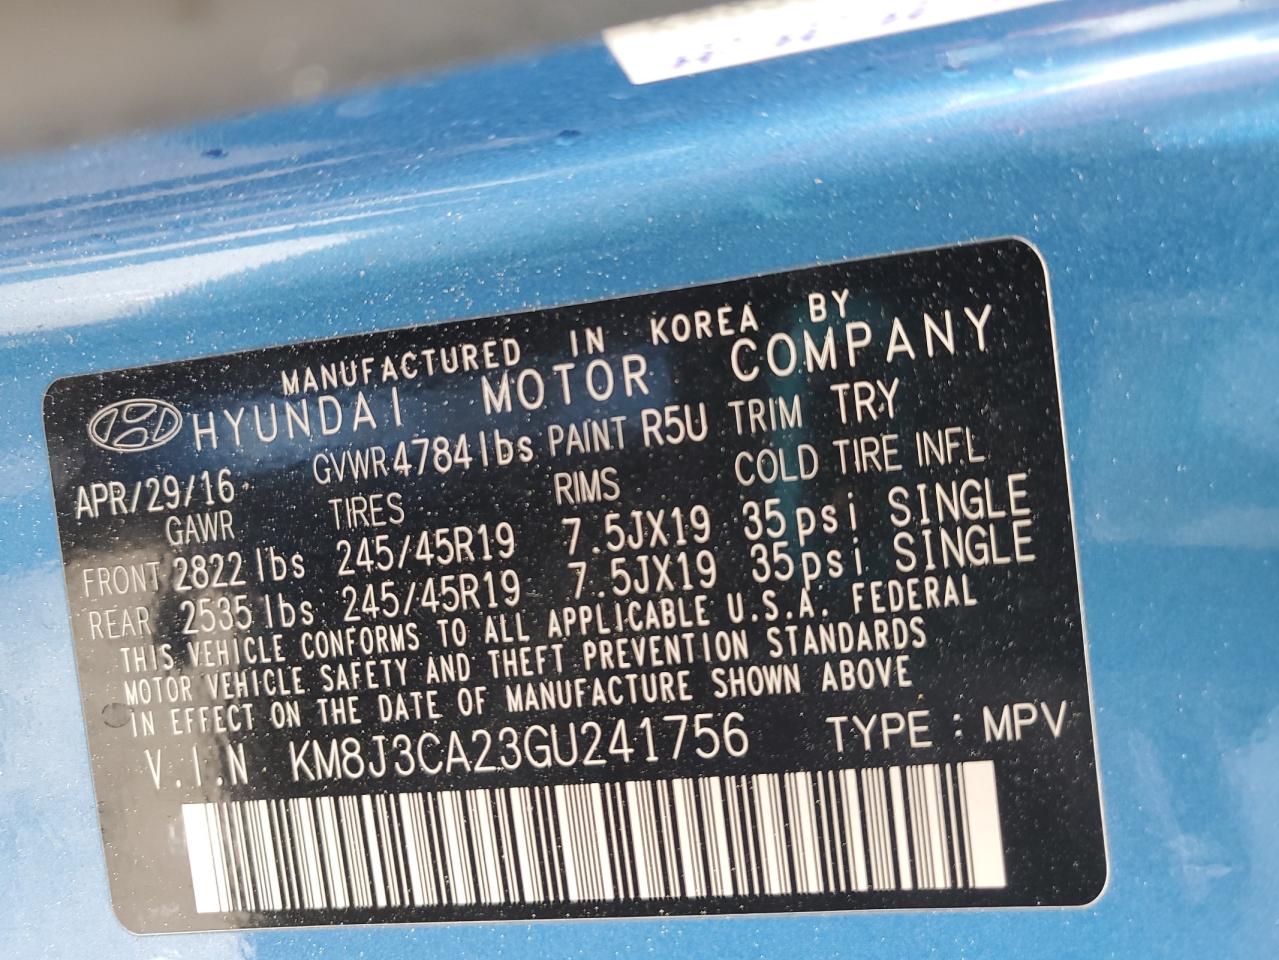 MANUFACTURED IN KOREA BY
HYUNDAI MOTOR COMPANY
APR/29/16 GVWR 4784 lbs PAINT R5U TRIM TRY
GAWR TIRES RIMS COLD TIRE INFL
FRONT 2822 lbs 245/45R19 7.5JX19 35psi SINGLE
REAR 2535 lbs 245/45R19 7.5JX19 35psi SINGLE
THIS VEHICLE CONFORMS TO ALL APPLICABLE U.S.A. FEDERAL
MOTOR VEHICLE SAFETY AND THEFT PREVENTION STANDARDS
IN EFFECT ON THE DATE OF MANUFACTURE SHOWN ABOVE
V.I.N KM8J3CA23GU241756 TYPE : MPV